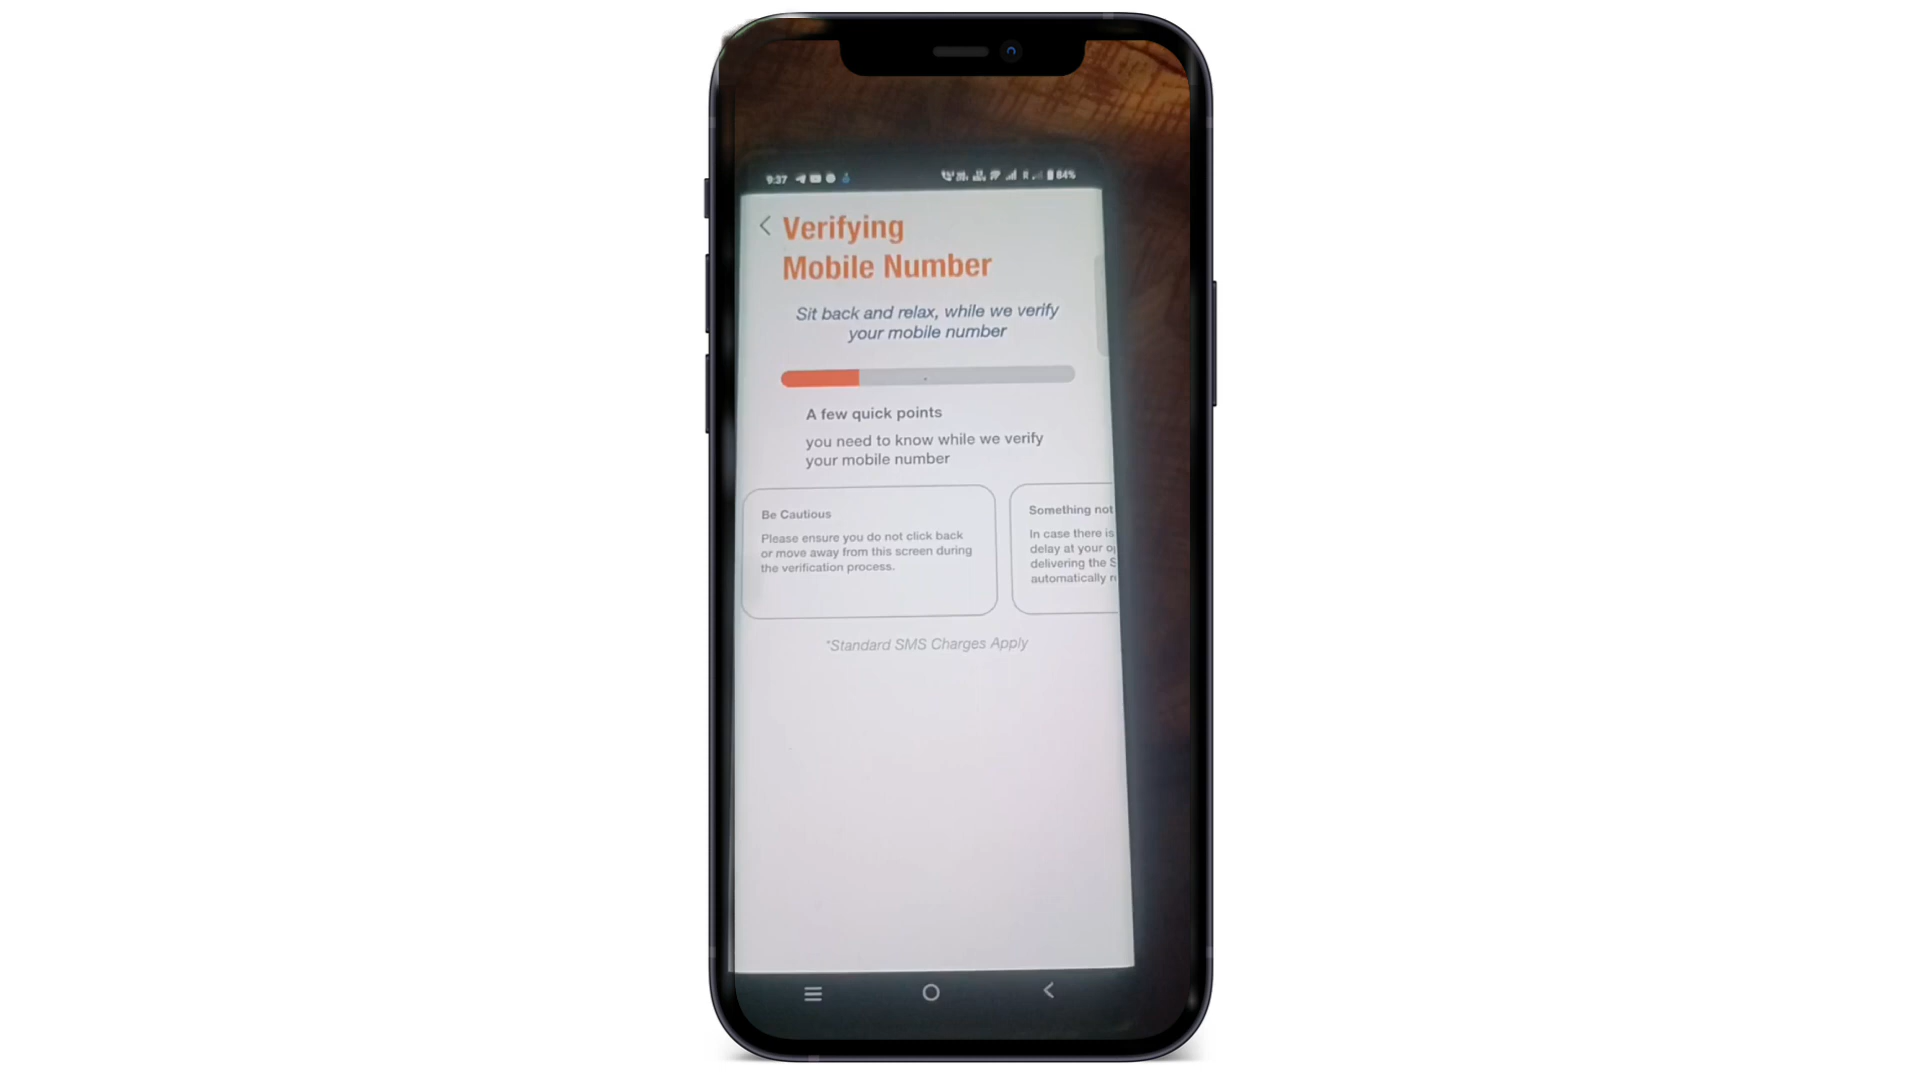 9:37
84%
Verifying
Mobile Number
Sit back and relax, while we verify
your mobile number
A few quick points
you need to know while we verify
your mobile number
Be Cautious
Please ensure you do not click back
or move away from this screen during
the verification process.
Something not
In case there is
delay at your
delivering the
automatically
*Standard SMS Charges Apply